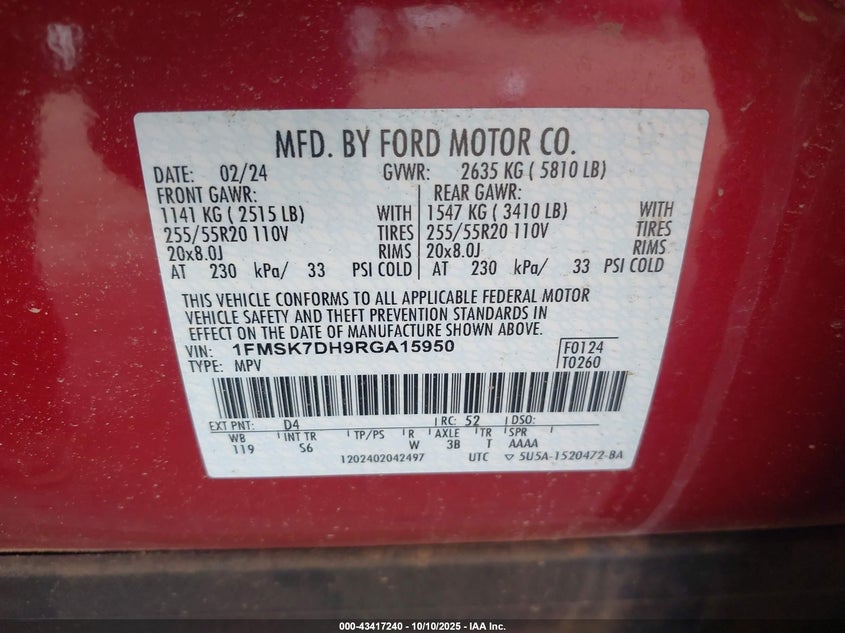 MFD. BY FORD MOTOR CO.
DATE: 02/24 GVWR: 2635 KG ( 5810 LB)
FRONT GAWR: REAR GAWR:
1141 KG ( 2515 LB) WITH 1547 KG ( 3410 LB) WITH
255/55R20 110V TIRES 255/55R20 110V TIRES
20x8.0J RIMS 20x8.0J RIMS
AT 230 kPa/ 33 PSI COLD AT 230 kPa/ 33 PSI COLD
THIS VEHICLE CONFORMS TO ALL APPLICABLE FEDERAL MOTOR
VEHICLE SAFETY AND THEFT PREVENTION STANDARDS IN
EFFECT ON THE DATE OF MANUFACTURE SHOWN ABOVE.
VIN: 1FMSK7DH9RGA15950 F0124
TYPE: MPV T0260
EXT PNT: D4 RC: 52 DSO:
WB INT TR TP/PS R AXLE TR SPR
119 S6 W 3B T AAAA
1202402042497 UTC ▽ 5U5A-1520472-BA
000-43417240 - 10/10/2025 - IAA Inc.